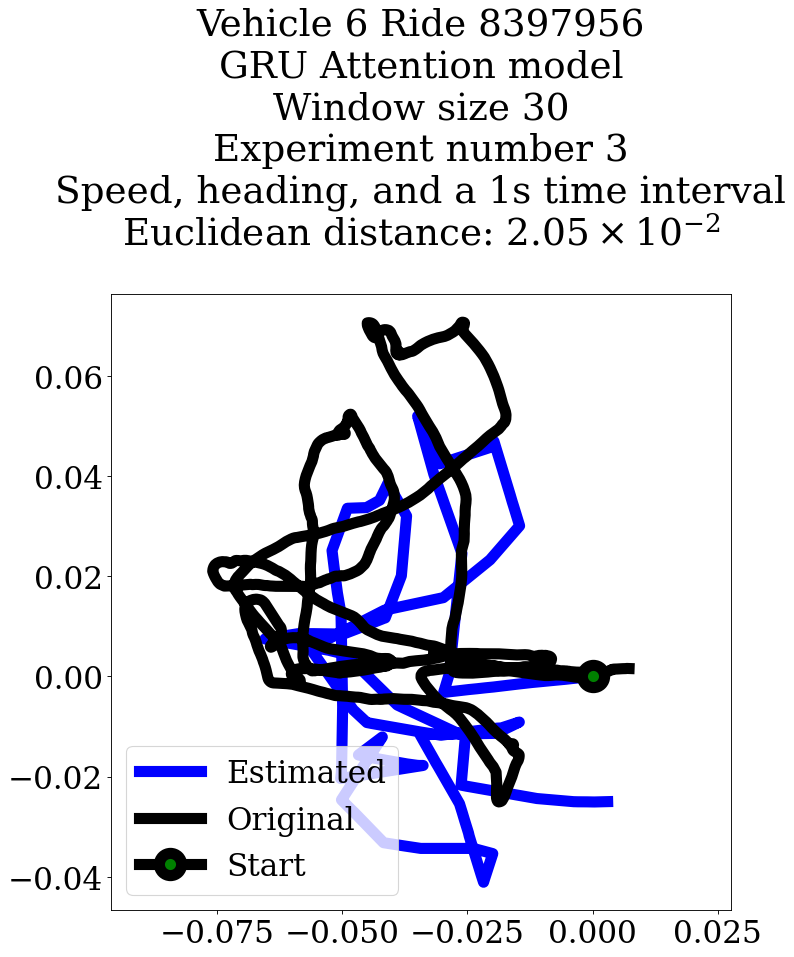 Vehicle 6 Ride 8397956
GRU Attention model
Window size 30
Experiment number 3
Speed, heading, and a 1s time interval
Euclidean distance: 2.05 × 10⁻²
0.06
0.04
0.02
0.00
−0.02
−0.04
Estimated
Original
Start
−0.075 −0.050 −0.025 0.000 0.025